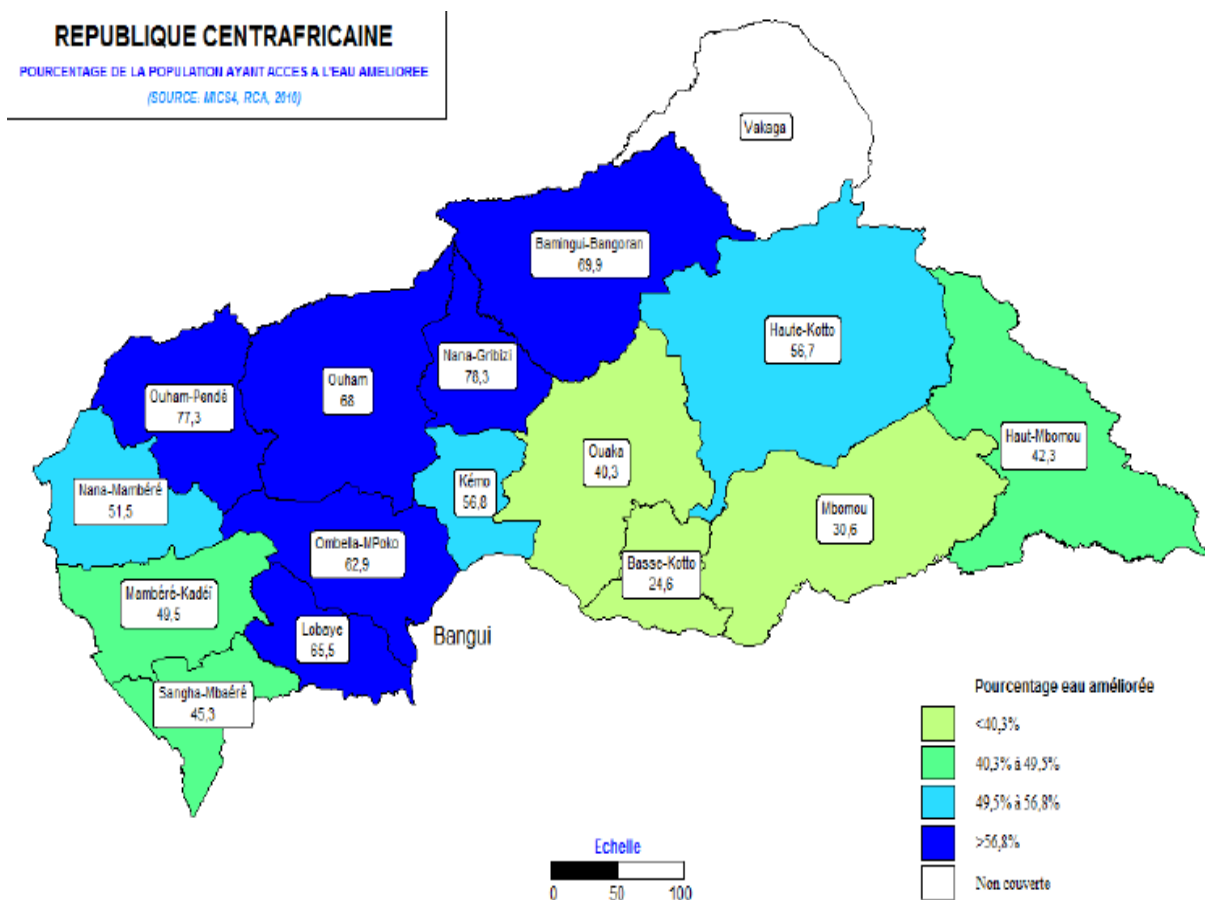 REPUBLIQUE CENTRAFRICAINE
POURCENTAGE DE LA POPULATION AYANT ACCES A L'EAU AMELIOREE
(SOURCE: MICS4, RCA, 2010)
Vakaga
Bamingui-Bangoran
69,9
Haute-Kotto
56,7
Nana-Gribizi
78,3
Ouham
68
Ouham-Pendé
77,3
Haut-Mbomou
42,3
Ouaka
40,3
Kémo
56,8
Nana-Mambéré
51,5
Mbomou
30,6
Ombella-MPoko
62,9
Basse-Kotto
24,6
Mambéré-Kadéï
49,5
Lobaye
65,5
Bangui
Sangha-Mbaéré
45,3
Pourcentage eau améliorée
<40,3%
40,3% à 49,5%
49,5% à 56,8%
>56,8%
Non couverte
Echelle
0 50 100